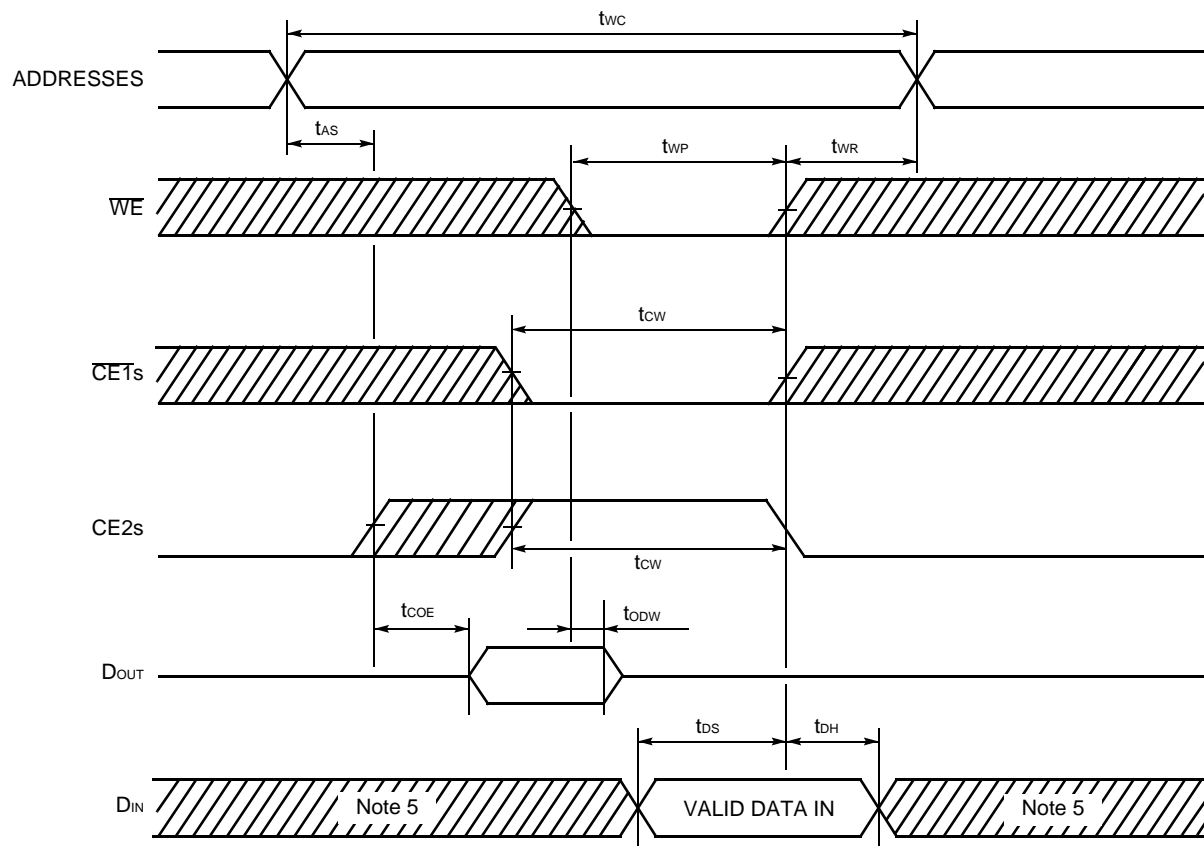 tWC
ADDRESSES
tAS
tWP
tWR
WE
tCW
CE1s
CE2s
tCW
tCOE
tODW
DOUT
tDS
tDH
DIN
Note 5
VALID DATA IN
Note 5